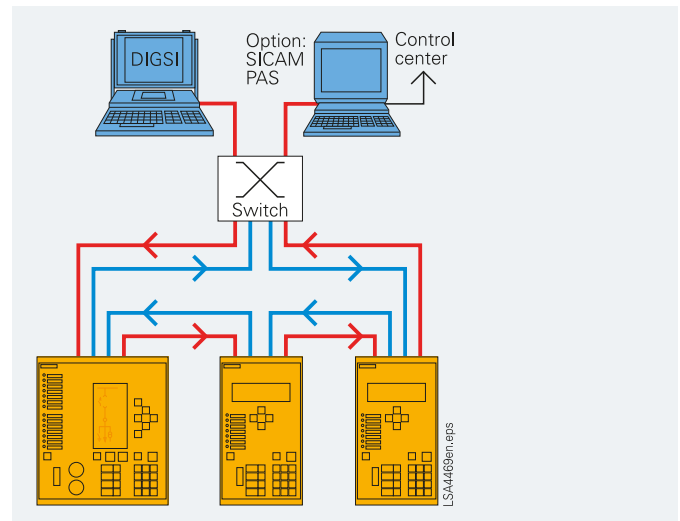 DIGSI
Option:
SICAM
PAS
Control
center
Switch
LSA4469en.eps